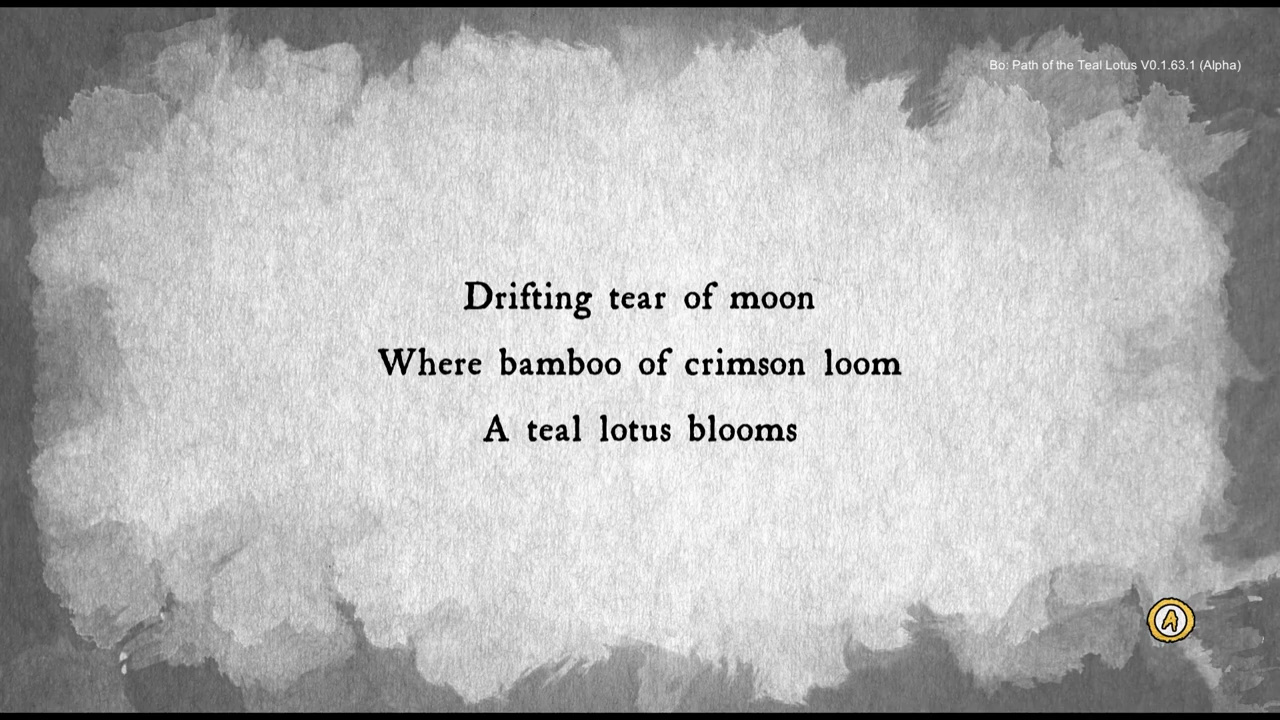 Bo: Path of the Teal Lotus V0.1.63.1 (Alpha)
Drifting tear of moon
Where bamboo of crimson loom
A teal lotus blooms
A